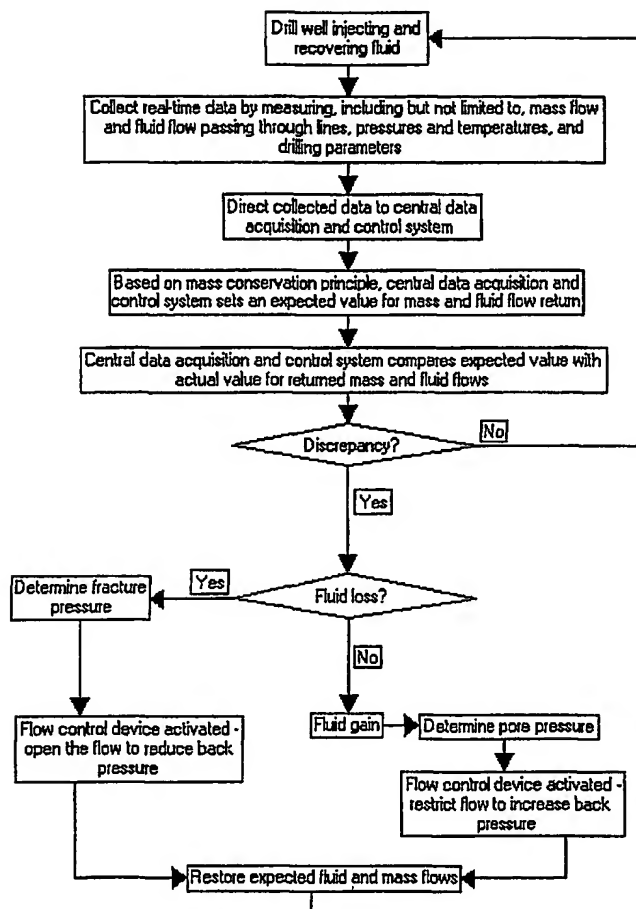 Drill well injecting and
recovering fluid
Collect real-time data by measuring, including but not limited to, mass flow
and fluid flow passing through lines, pressures and temperatures, and
drilling parameters
Direct collected data to central data
acquisition and control system
Based on mass conservation principle, central data acquisition and
control system sets an expected value for mass and fluid flow return
Central data acquisition and control system compares expected value with
actual value for returned mass and fluid flows
Discrepancy?
No
Yes
Fluid loss?
Yes
Determine fracture
pressure
No
Fluid gain
Determine pore pressure
Flow control device activated -
open the flow to reduce back
pressure
Flow control device activated -
restrict flow to increase back
pressure
Restore expected fluid and mass flows